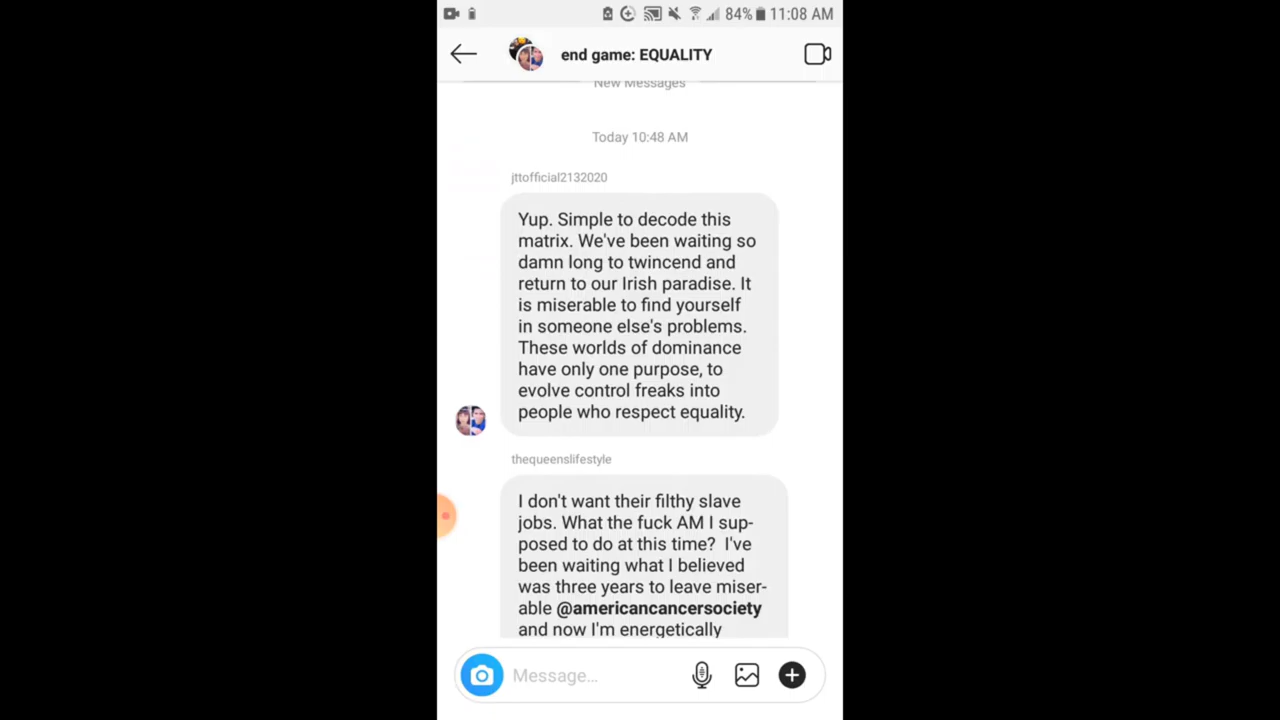 84% 11:08 AM
end game: EQUALITY
New Messages
Today 10:48 AM
jttofficial2132020
Yup. Simple to decode this
matrix. We've been waiting so
damn long to twincend and
return to our Irish paradise. It
is miserable to find yourself
in someone else's problems.
These worlds of dominance
have only one purpose, to
evolve control freaks into
people who respect equality.
thequeenslifestyle
I don't want their filthy slave
jobs. What the fuck AM I sup-
posed to do at this time?  I've
been waiting what I believed
was three years to leave miser-
able @americancancersociety
and now I'm energetically
Message...